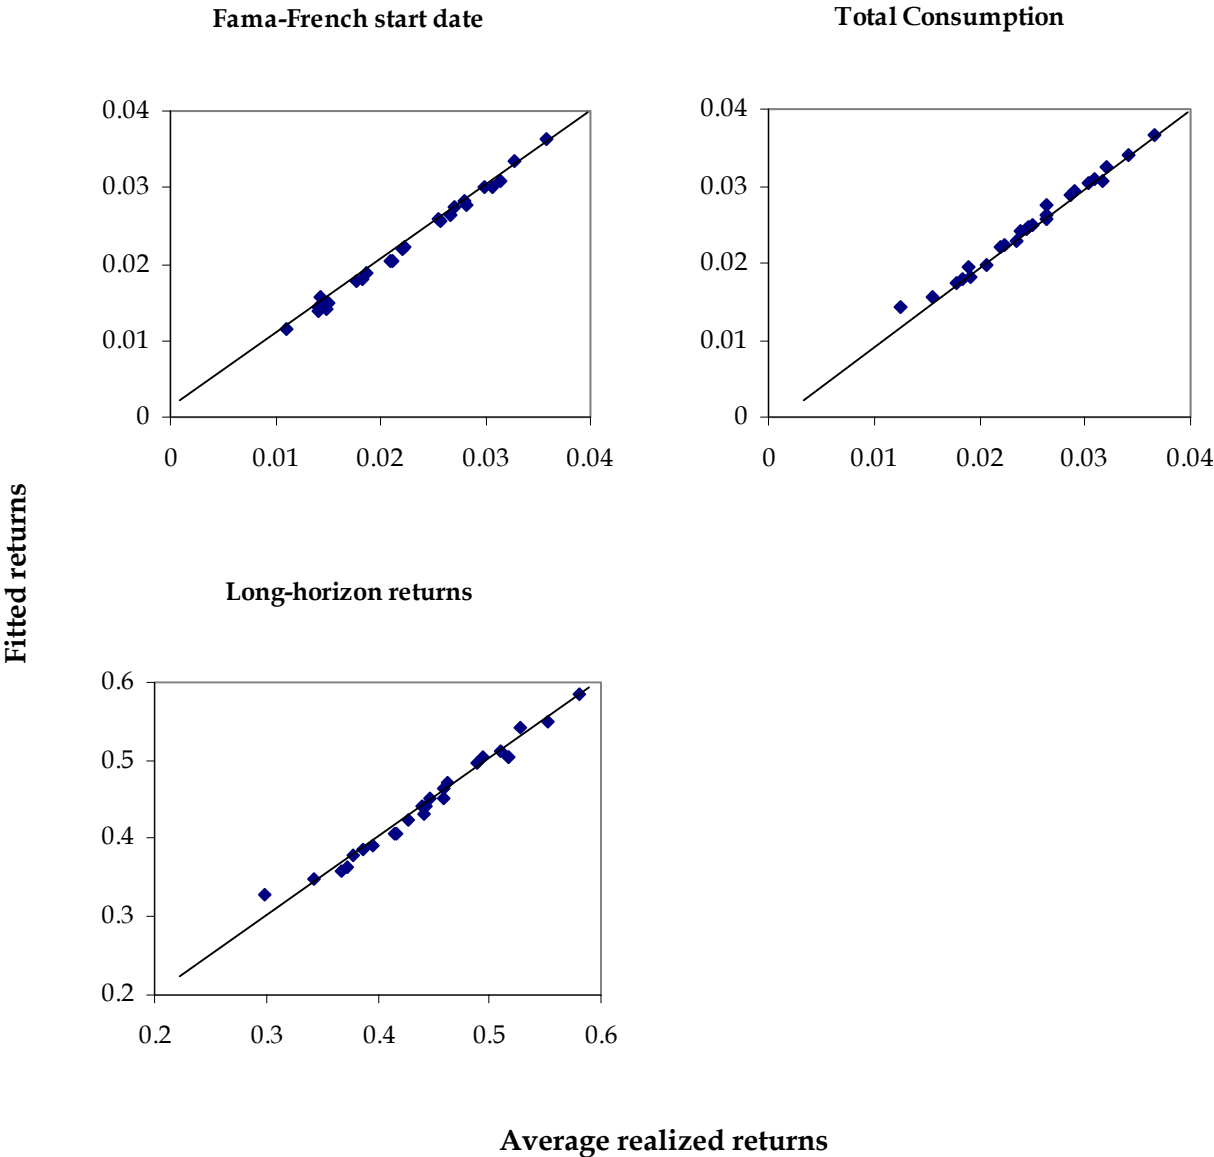 Fama-French start date
Total Consumption
0.04
0.03
0.02
0.01
0
0 0.01 0.02 0.03 0.04
0.04
0.03
0.02
0.01
0
0 0.01 0.02 0.03 0.04
Fitted returns
Long-horizon returns
0.6
0.5
0.4
0.3
0.2
0.2 0.3 0.4 0.5 0.6
Average realized returns